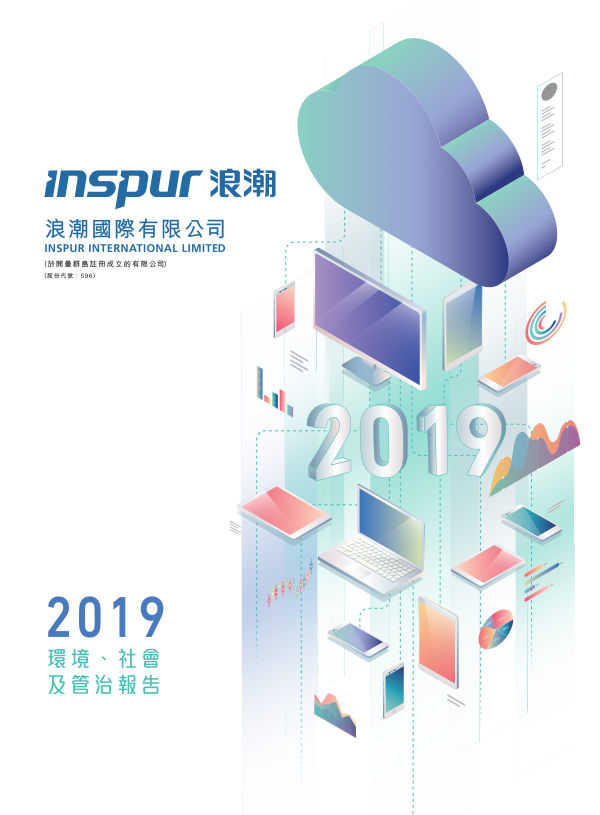 inspur 浪潮
浪潮國際有限公司
INSPUR INTERNATIONAL LIMITED
(於開曼群島註冊成立的有限公司)
(股份代號：596)
2019
2019
環境、社會
及管治報告